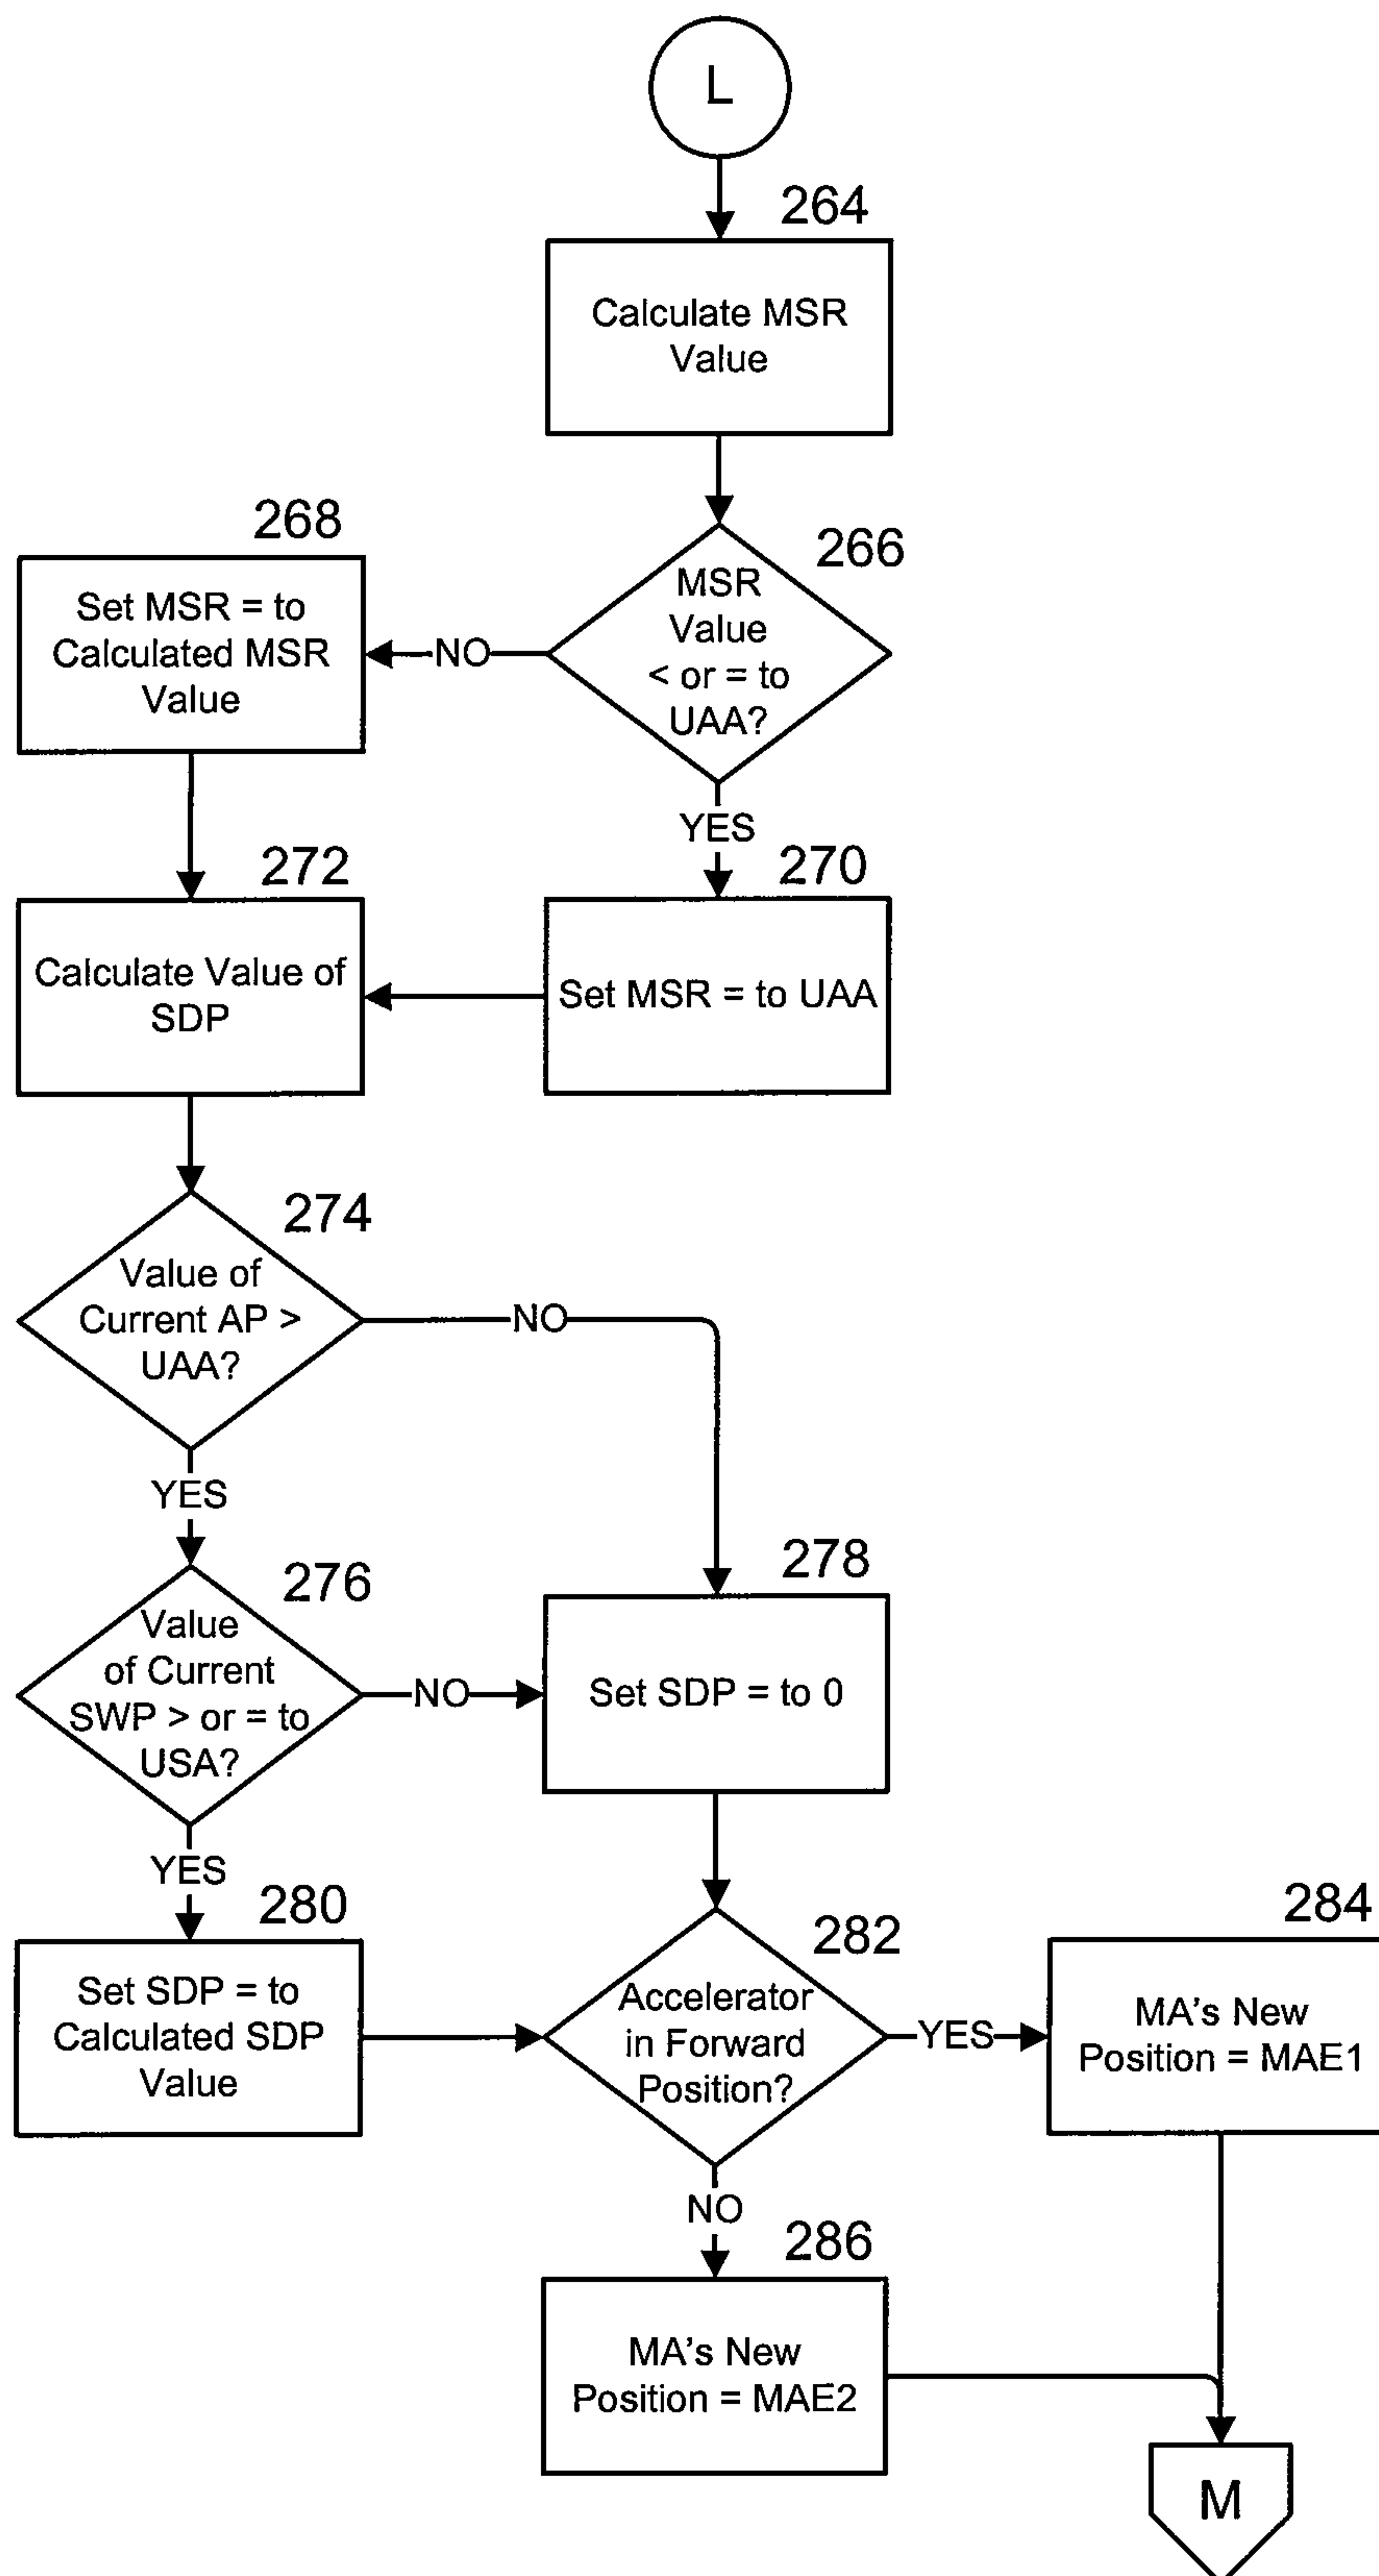 L
264
Calculate MSR
Value
268
266
Set MSR = to
Calculated MSR
Value
NO
MSR
Value
< or = to
UAA?
YES
272
270
Calculate Value of
SDP
Set MSR = to UAA
274
Value of
Current AP >
UAA?
NO
YES
276
278
Value
of Current
SWP > or = to
USA?
NO
Set SDP = to 0
YES
280
282
284
Set SDP = to
Calculated SDP
Value
Accelerator
in Forward
Position?
YES
MA's New
Position = MAE1
NO
286
MA's New
Position = MAE2
M